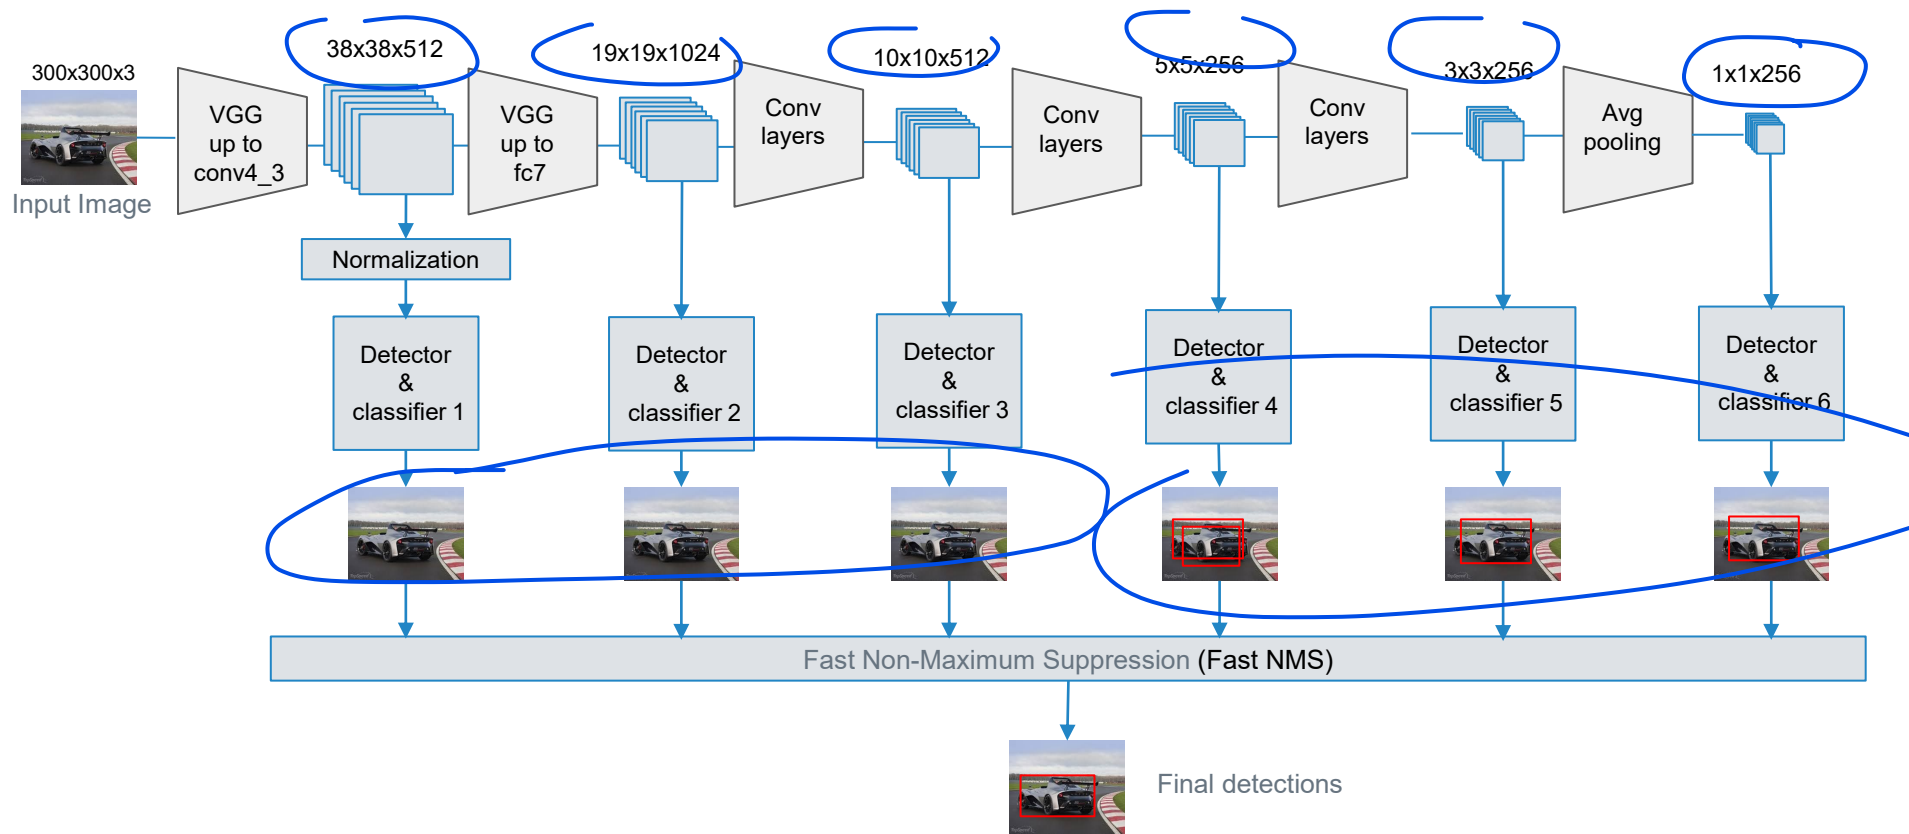 300x300x3
38x38x512
19x19x1024
10x10x512
5x5x256
3x3x256
1x1x256
Input Image
VGG
up to
conv4_3
VGG
up to
fc7
Conv
layers
Conv
layers
Conv
layers
Avg
pooling
Normalization
Detector
&
classifier 1
Detector
&
classifier 2
Detector
&
classifier 3
Detector
&
classifier 4
Detector
&
classifier 5
Detector
&
classifier 6
Fast Non-Maximum Suppression (Fast NMS)
Final detections